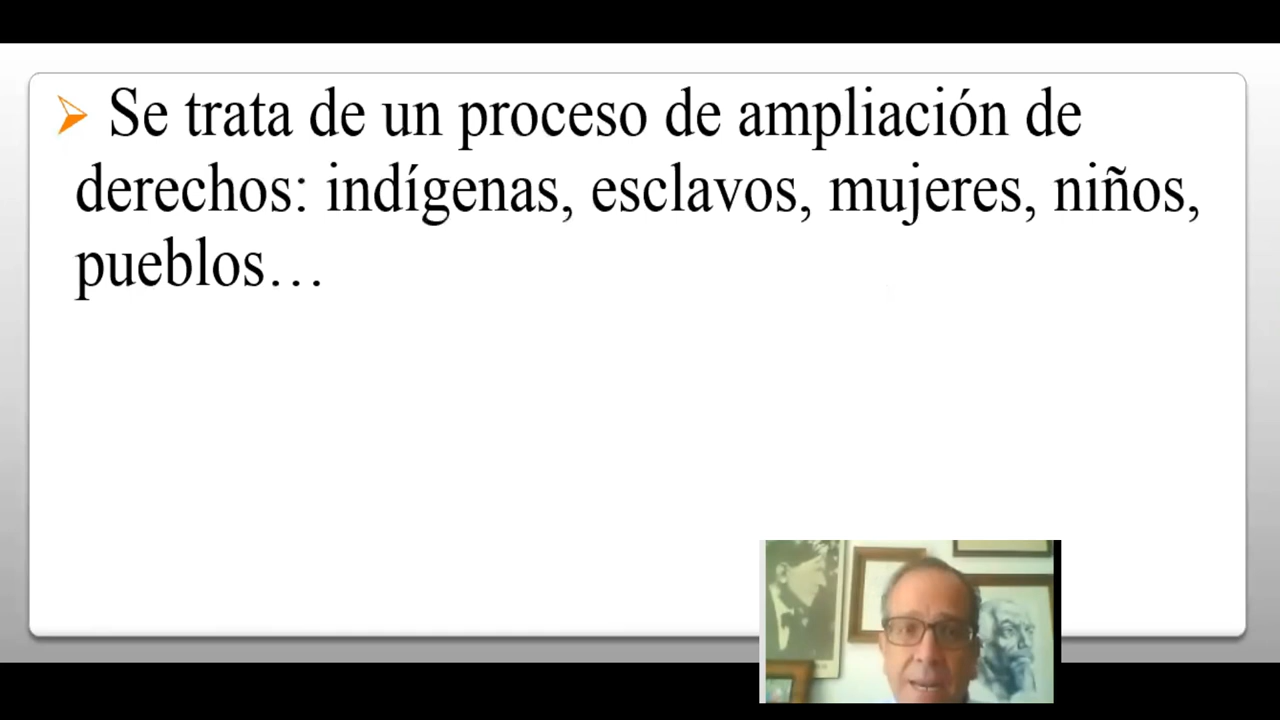 Se trata de un proceso de ampliación de
derechos: indígenas, esclavos, mujeres, niños,
pueblos…